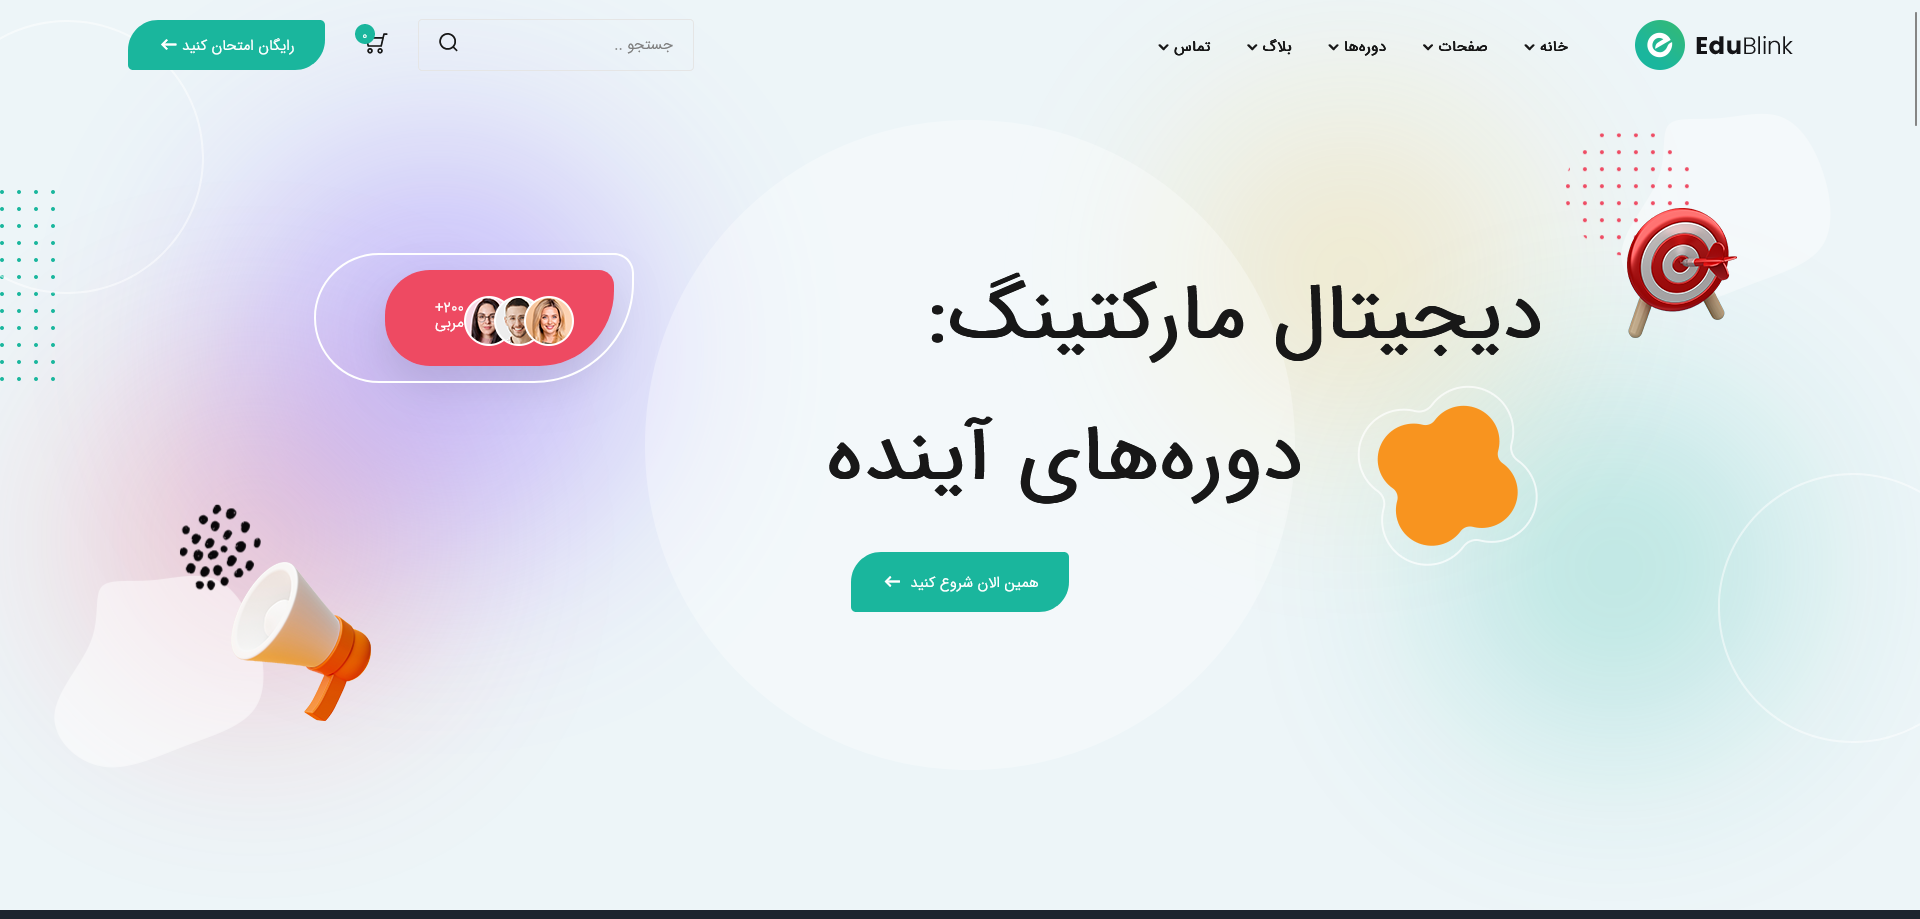 EduBlink
خانه
صفحات
دوره‌ها
بلاگ
تماس
جستجو ..
۰
رایگان امتحان کنید
دیجیتال مارکتینگ:
دوره‌های آینده
+۲۰۰
مربی
همین الان شروع کنید